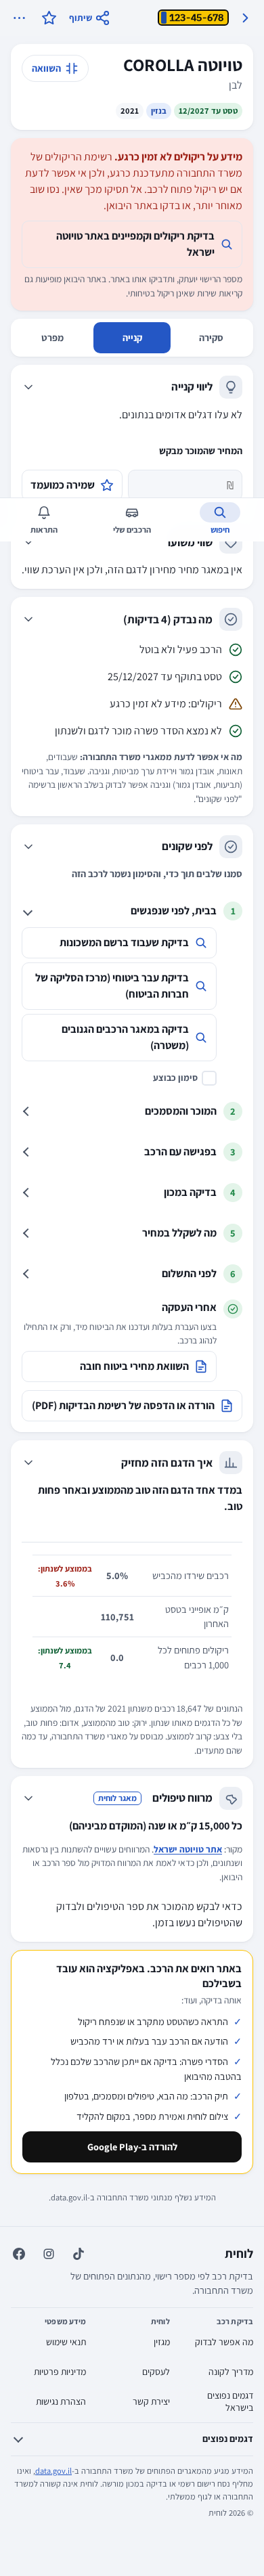 123-45-678
שיתוף
טויוטה COROLLA
השוואה
לבן
טסט עד 12/2027
בנזין
2021
מידע על ריקולים לא זמין כרגע. רשימת הריקולים של
משרד התחבורה מתעדכנת כרגע, ולכן אי אפשר לדעת
אם יש ריקול פתוח לרכב. אל תסיקו מכך שאין. נסו שוב
מאוחר יותר, או בדקו באתר היבואן.
בדיקת ריקולים וקמפיינים באתר טויוטה
ישראל
מספר הרישוי יועתק, ותדביקו אותו באתר. באתר היבואן מופיעות גם
קריאות שירות שאינן ריקול בטיחותי.
סקירה
קנייה
מפרט
ליווי קנייה
לא עלו דגלים אדומים בנתונים.
המחיר שהמוכר מבקש
₪
שמירה כמועמד
חיפוש
הרכבים שלי
התראות
שווי משוער
אין במאגר מחיר מחירון לדגם הזה, ולכן אין הערכת שווי.
מה נבדק (4 בדיקות)
הרכב פעיל ולא בוטל
טסט בתוקף עד 25/12/2027
ריקולים: מידע לא זמין כרגע
לא נמצא הסדר פשרה מוכר לדגם ולשנתון
מה אי אפשר לדעת ממאגרי משרד התחבורה: שעבודים,
תאונות, אובדן גמור וירידת ערך מביטוח, וגניבה. שעבוד, עבר ביטוחי
(תביעות, אובדן גמור) וגניבה אפשר לבדוק בשלב הראשון ברשימת
"לפני שקונים".
לפני שקונים
סמנו שלבים תוך כדי, והסימון נשמר לרכב הזה
1
בבית, לפני שנפגשים
בדיקת שעבוד ברשם המשכונות
בדיקת עבר ביטוחי (מרכז הסליקה של
חברות הביטוח)
בדיקה במאגר הרכבים הגנובים
(משטרה)
סימון כבוצע
2
המוכר והמסמכים
3
בפגישה עם הרכב
4
בדיקה במכון
5
מה לשקלל במחיר
6
לפני התשלום
אחרי העסקה
בצעו העברת בעלות ועדכנו את הביטוח מיד, ורק אז התחילו
לנהוג ברכב.
השוואת מחירי ביטוח חובה
הורדה או הדפסה של רשימת הבדיקות (PDF)
איך הדגם הזה מחזיק
במדד אחד הדגם הזה טוב מהממוצע ובאחר פחות
טוב.
רכבים שירדו מהכביש
5.0%
בממוצע לשנתון:
3.6%
ק״מ אופייני בטסט
האחרון
110,751
ריקולים פתוחים לכל
1,000 רכבים
0.0
בממוצע לשנתון:
7.4
הנתונים של 18,647 רכבים משנתון 2021 של הדגם, מול הממוצע
של כל הדגמים מאותו שנתון. ירוק: טוב מהממוצע, אדום: פחות טוב,
בלי צבע: קרוב לממוצע. מבוסס על מאגרי משרד התחבורה, עד כמה
שהם מתעדים.
מרווח טיפולים
מאגר לוחית
כל 15,000 ק״מ או שנה (המוקדם מביניהם)
מקור: אתר טויוטה ישראל. המרווחים עשויים להשתנות בין גרסאות
ושנתונים, ולכן כדאי לאמת את המרווח המדויק מול ספר הרכב או
היבואן.
כדאי לבקש מהמוכר את ספר הטיפולים ולבדוק
שהטיפולים נעשו בזמן.
באתר רואים את הרכב. באפליקציה הוא עובד
בשבילכם
אותה בדיקה, ועוד:
✓ התראה כשהטסט מתקרב או שנפתח ריקול
✓ הודעה אם הרכב עבר בעלות או ירד מהכביש
✓ הסדרי פשרה: בדיקה אם ייתכן שהרכב שלכם נכלל
בהטבה מהיבואן
✓ תיק הרכב: מה הבא, טיפולים ומסמכים, בטלפון
✓ צילום לוחית ואמירת מספר, במקום להקליד
להורדה ב-Google Play
המידע נשלף מנתוני משרד התחבורה ב-data.gov.il.
לוחית
בדיקת רכב לפי מספר רישוי, מהנתונים הפתוחים של
משרד התחבורה.
בדיקת רכב
לוחית
מידע משפטי
מה אפשר לבדוק
מגזין
תנאי שימוש
מדריך לקונה
לעסקים
מדיניות פרטיות
דגמים נפוצים
בישראל
יצירת קשר
הצהרת נגישות
דגמים נפוצים
המידע מגיע מהמאגרים הפתוחים של משרד התחבורה ב-data.gov.il, ואינו
מחליף נסח רישום רשמי או בדיקה במכון מורשה. לוחית אינה קשורה למשרד
התחבורה או לגוף ממשלתי.
© 2026 לוחית